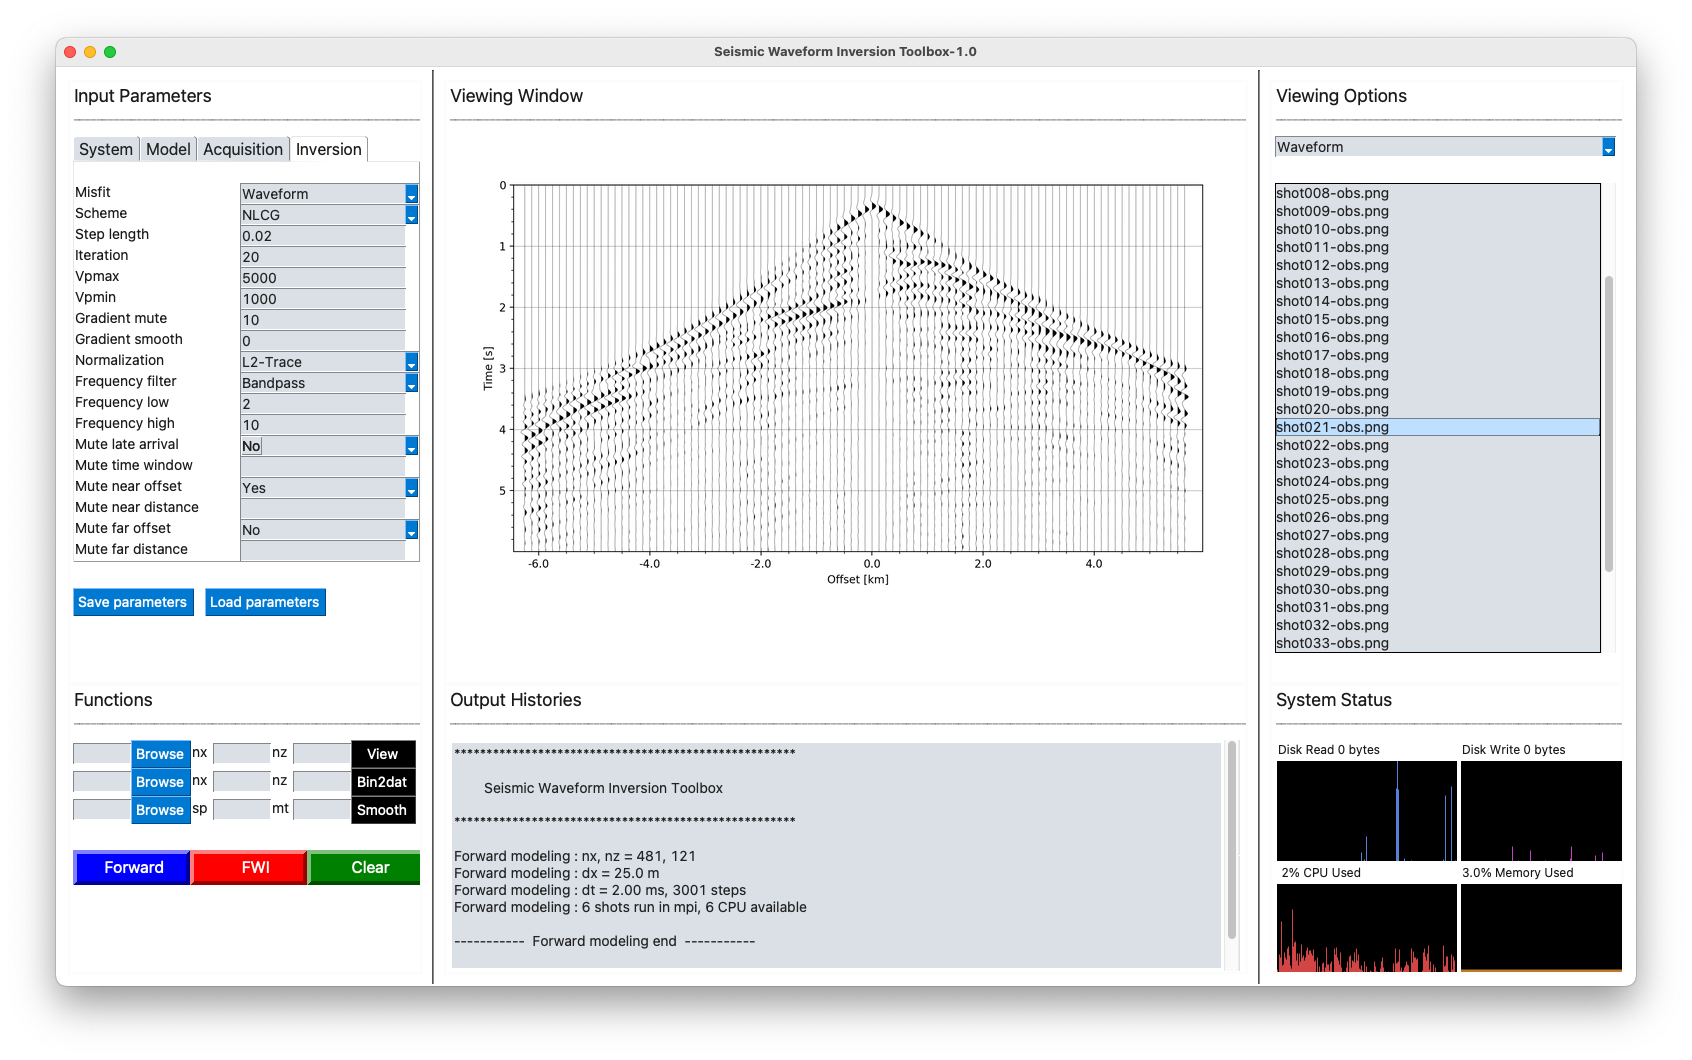 Seismic Waveform Inversion Toolbox-1.0
Input Parameters
System Model Acquisition Inversion
Misfit Waveform
Scheme NLCG
Step length 0.02
Iteration 20
Vpmax 5000
Vpmin 1000
Gradient mute 10
Gradient smooth 0
Normalization L2-Trace
Frequency filter Bandpass
Frequency low 2
Frequency high 10
Mute late arrival No
Mute time window
Mute near offset Yes
Mute near distance
Mute far offset No
Mute far distance
Save parameters Load parameters
Functions
Browse nx nz View
Browse nx nz Bin2dat
Browse sp mt Smooth
Forward FWI Clear
Viewing Window
0
1
2
3
4
5
Time [s]
-6.0 -4.0 -2.0 0.0 2.0 4.0
Offset [km]
Output Histories
*****************************************************
Seismic Waveform Inversion Toolbox
*****************************************************
Forward modeling : nx, nz = 481, 121
Forward modeling : dx = 25.0 m
Forward modeling : dt = 2.00 ms, 3001 steps
Forward modeling : 6 shots run in mpi, 6 CPU available
----------- Forward modeling end -----------
Viewing Options
Waveform
shot008-obs.png
shot009-obs.png
shot010-obs.png
shot011-obs.png
shot012-obs.png
shot013-obs.png
shot014-obs.png
shot015-obs.png
shot016-obs.png
shot017-obs.png
shot018-obs.png
shot019-obs.png
shot020-obs.png
shot021-obs.png
shot022-obs.png
shot023-obs.png
shot024-obs.png
shot025-obs.png
shot026-obs.png
shot027-obs.png
shot028-obs.png
shot029-obs.png
shot030-obs.png
shot031-obs.png
shot032-obs.png
shot033-obs.png
System Status
Disk Read 0 bytes Disk Write 0 bytes
2% CPU Used 3.0% Memory Used